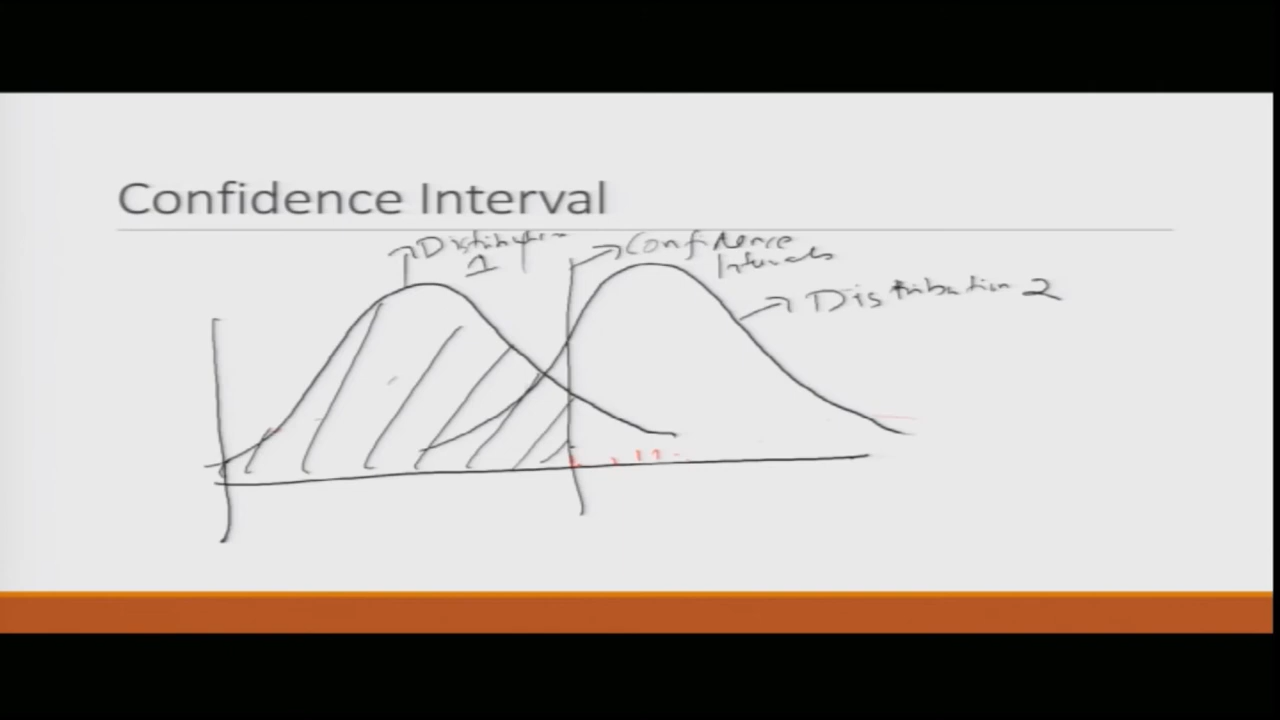 Confidence Interval
Distribution
1
Confidence
Intervals
Distribution 2